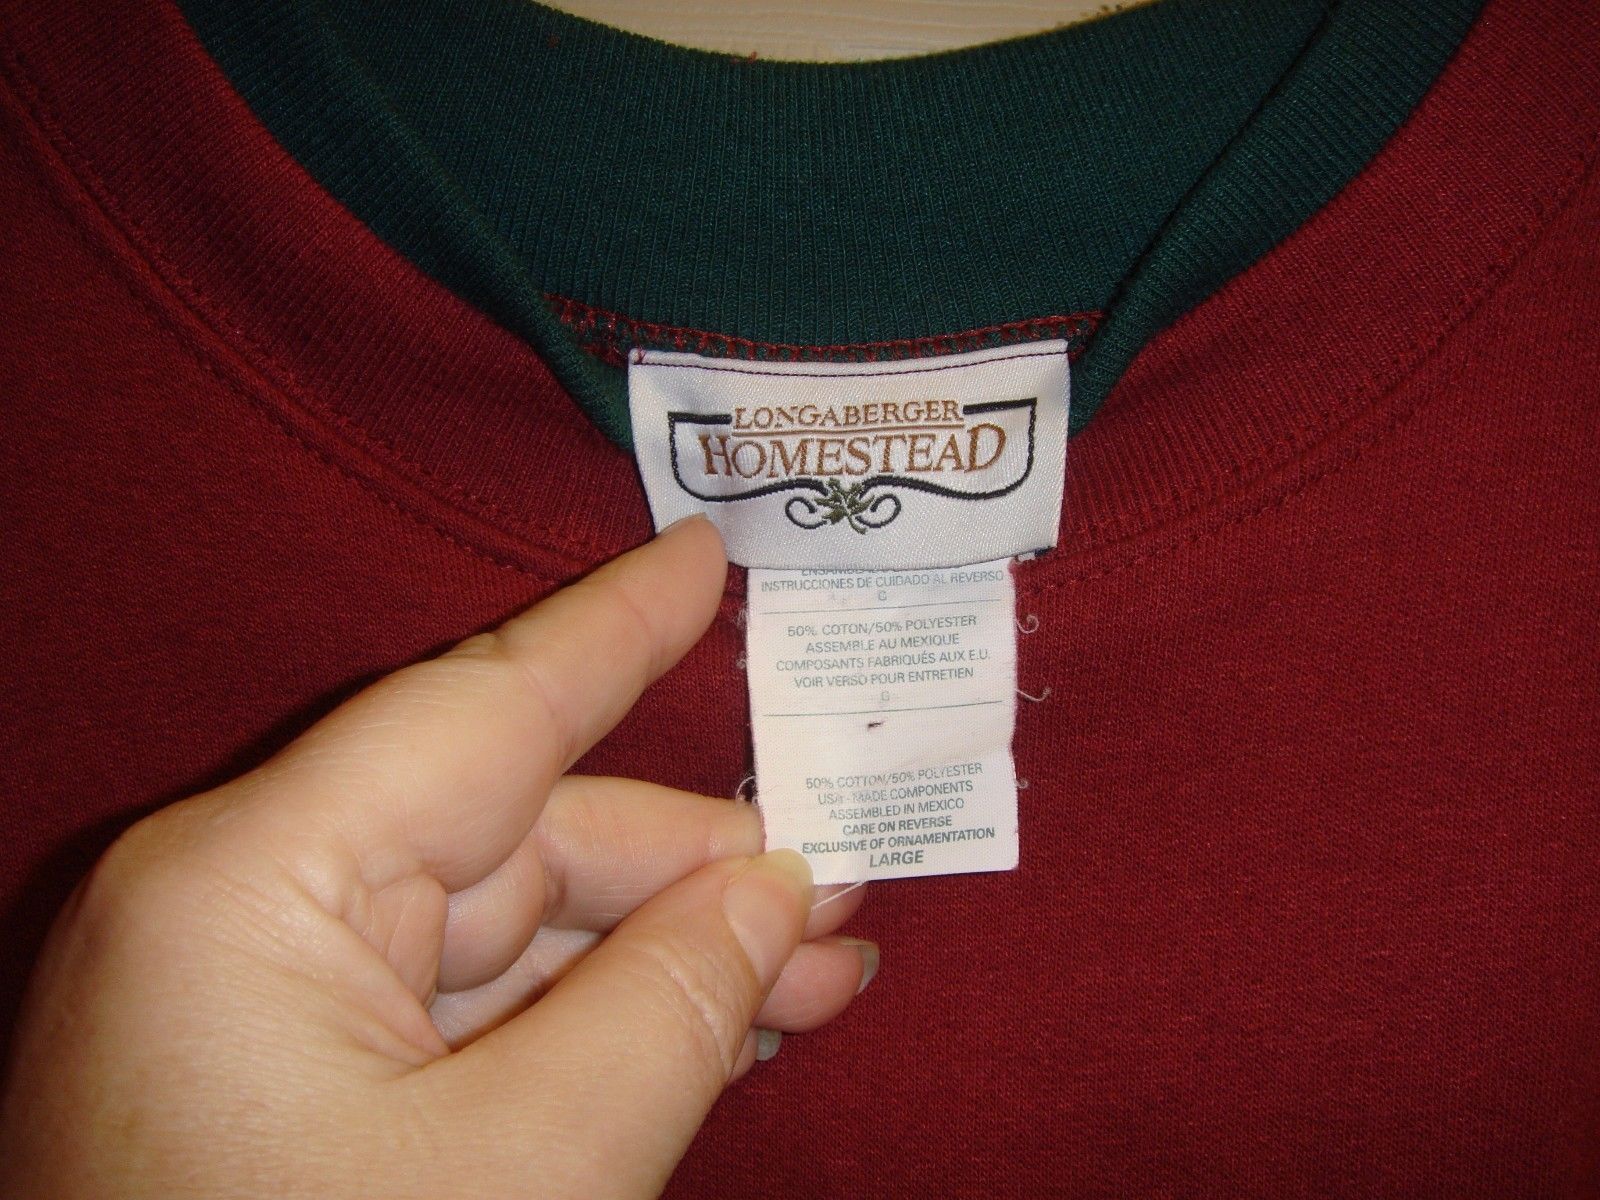 LONGABERGER
HOMESTEAD
INSTRUCCIONES DE CUIDADO AL REVERSO
G
50% COTON/50% POLYESTER
ASSEMBLE AU MEXIQUE
COMPOSANTS FABRIQUÉS AUX E.U.
VOIR VERSO POUR ENTRETIEN
G
50% COTTON/50% POLYESTER
USA-MADE COMPONENTS
ASSEMBLED IN MEXICO
CARE ON REVERSE
EXCLUSIVE OF ORNAMENTATION
LARGE